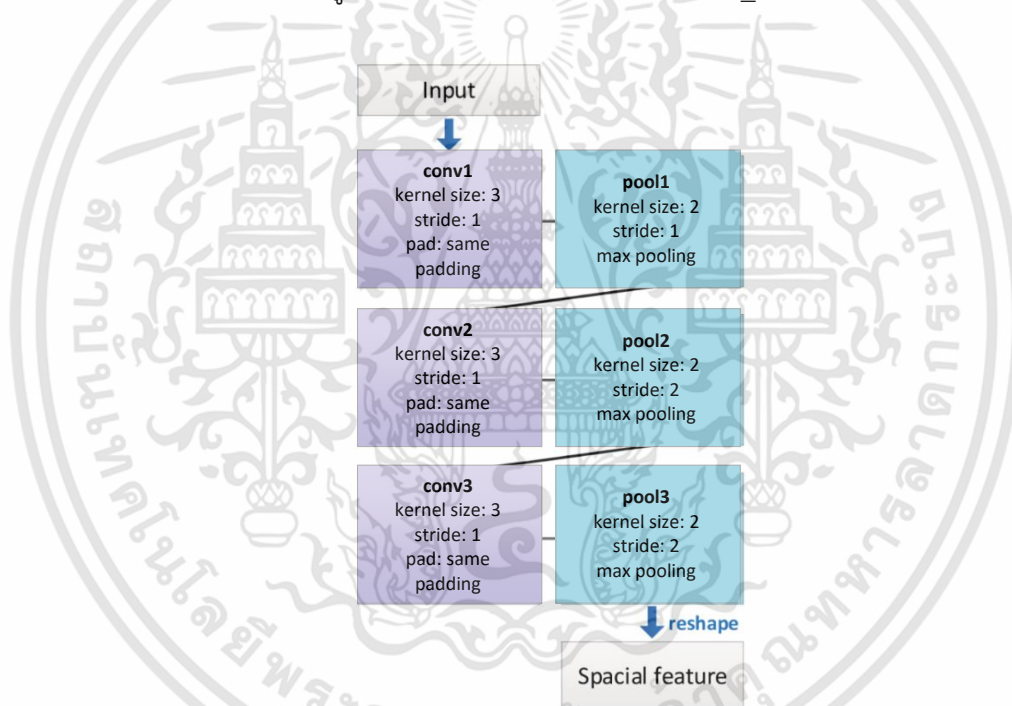 Input
conv1
kernel size: 3
stride: 1
pad: same
padding
pool1
kernel size: 2
stride: 1
max pooling
conv2
kernel size: 3
stride: 1
pad: same
padding
pool2
kernel size: 2
stride: 2
max pooling
conv3
kernel size: 3
stride: 1
pad: same
padding
pool3
kernel size: 2
stride: 2
max pooling
reshape
Spacial feature